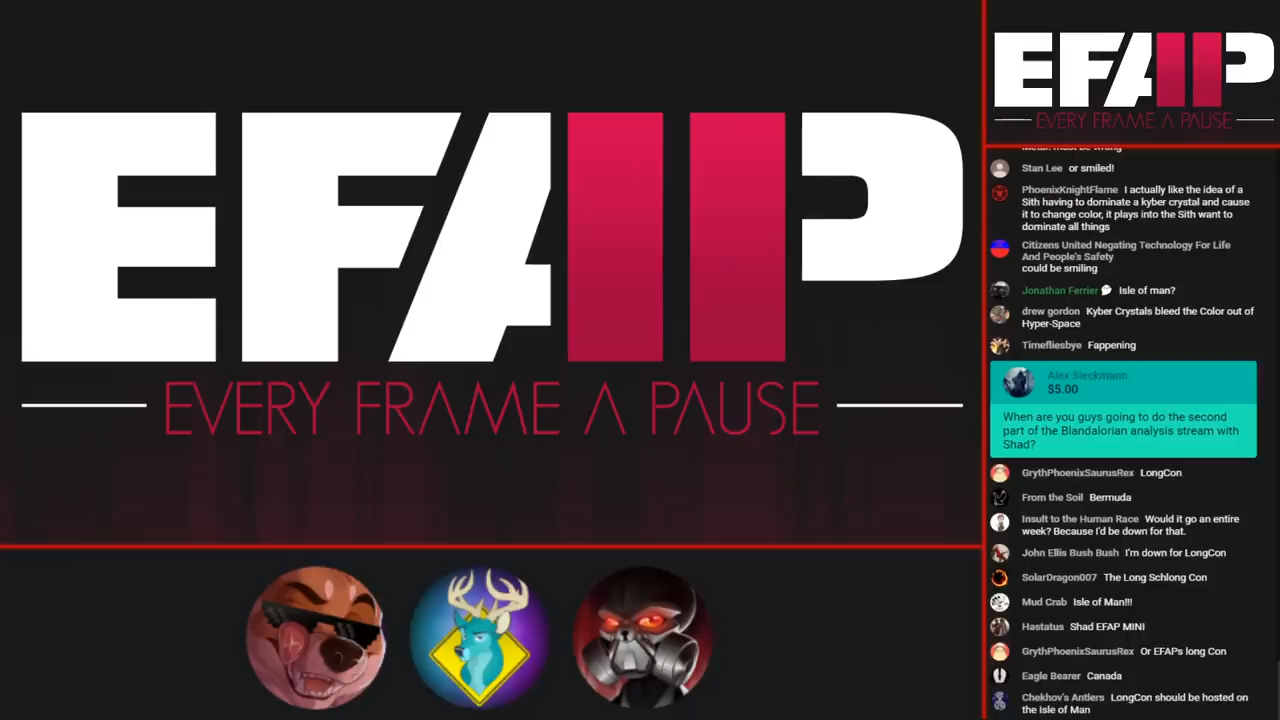 EFAP
EVERY FRAME A PAUSE
EFAP
EVERY FRAME A PAUSE
Metal. must be wrong
Stan Lee or smiled!
PhoenixKnightFlame I actually like the idea of a
Sith having to dominate a kyber crystal and cause
it to change color, it plays into the Sith want to
dominate all things
Citizens United Negating Technology For Life
And People's Safety
could be smiling
Jonathan Ferrier Isle of man?
drew gordon Kyber Crystals bleed the Color out of
Hyper-Space
Timefliesbye Fappening
Alex Sieckmann
$5.00
When are you guys going to do the second
part of the Blandalorian analysis stream with
Shad?
GrythPhoenixSaurusRex LongCon
From the Soil Bermuda
Insult to the Human Race Would it go an entire
week? Because I'd be down for that.
John Ellis Bush Bush I'm down for LongCon
SolarDragon007 The Long Schlong Con
Mud Crab Isle of Man!!!
Hastatus Shad EFAP MINI
GrythPhoenixSaurusRex Or EFAPs long Con
Eagle Bearer Canada
Chekhov's Antlers LongCon should be hosted on
the Isle of Man